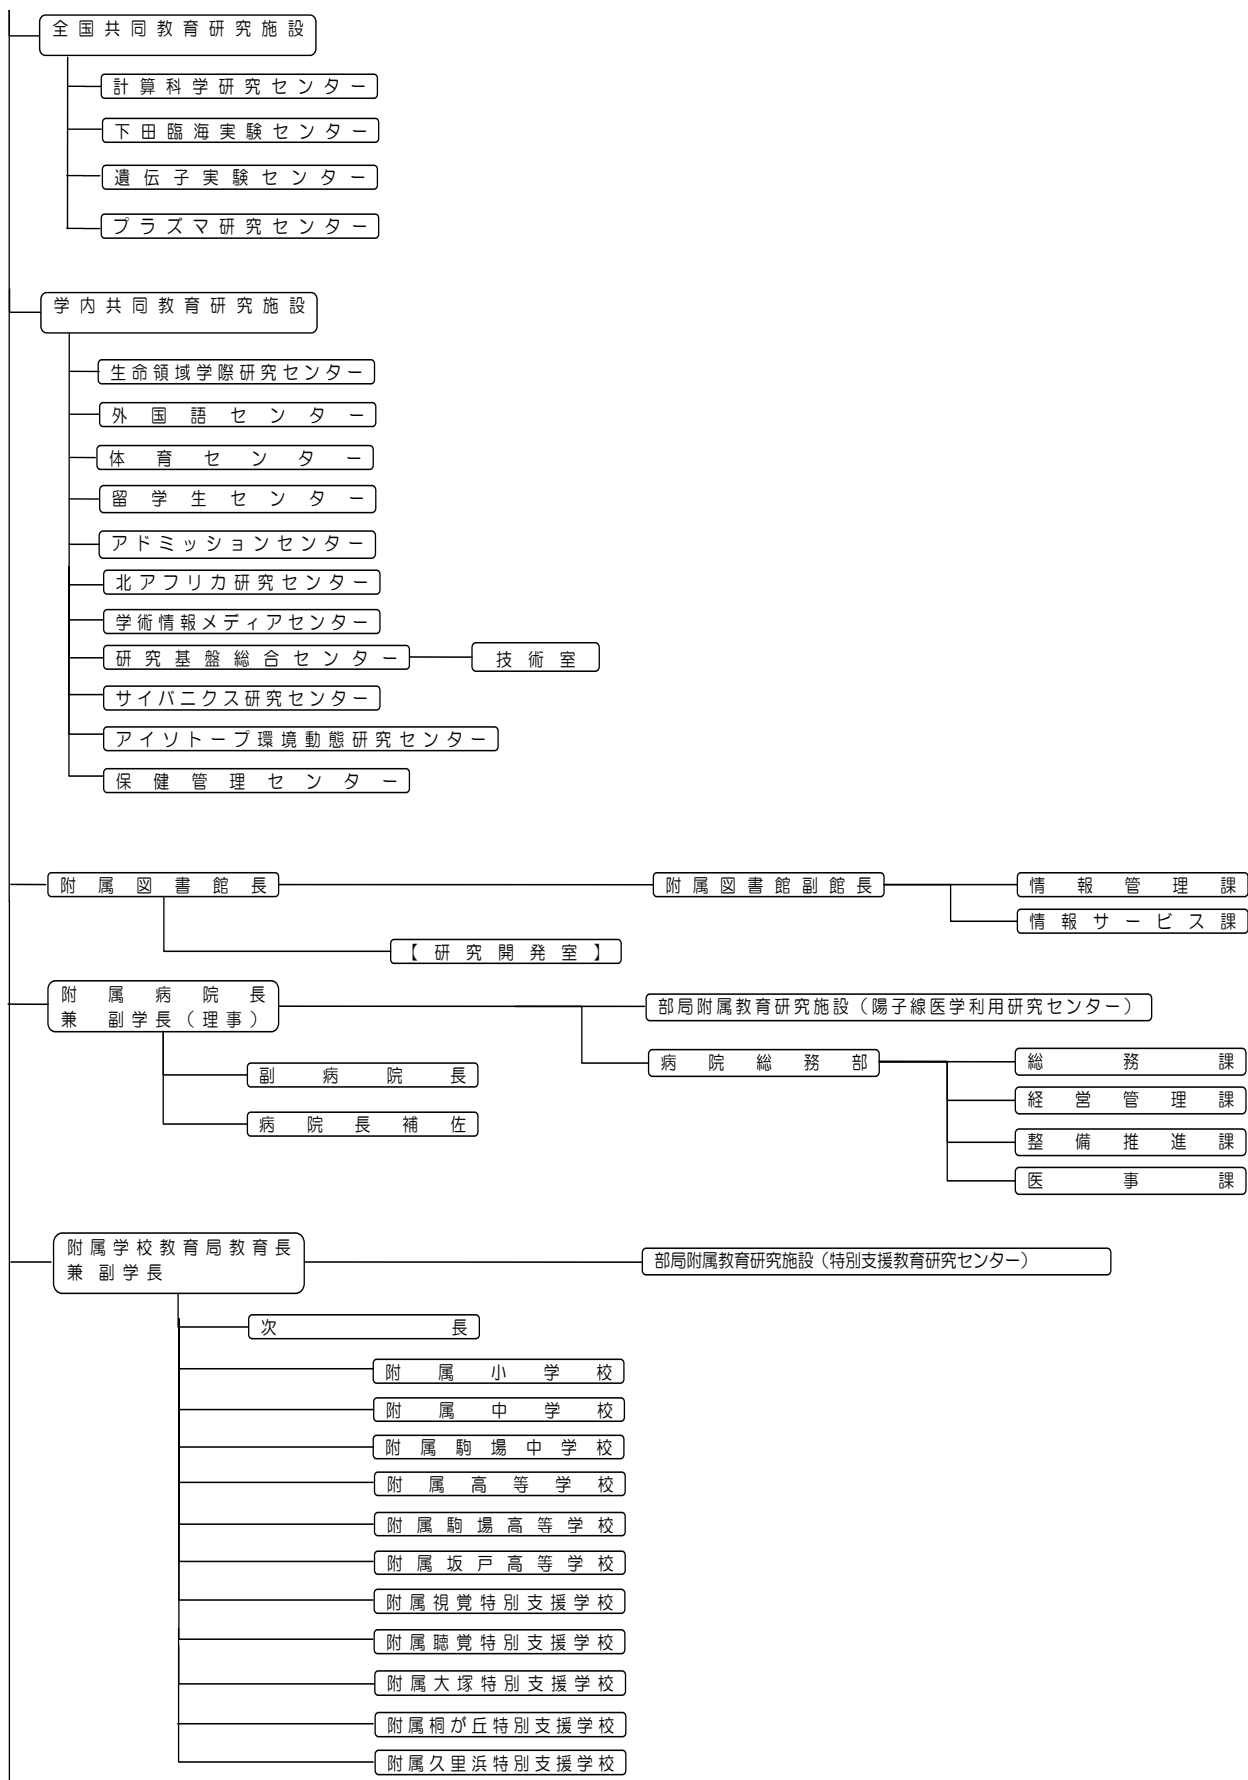 全国共同教育研究施設
計算科学研究センター
下田臨海実験センター
遺伝子実験センター
プラズマ研究センター
学内共同教育研究施設
生命領域学際研究センター
外国語センター
体育センター
留学生センター
アドミッションセンター
北アフリカ研究センター
学術情報メディアセンター
研究基盤総合センター
技術室
サイバニクス研究センター
アイソトープ環境動態研究センター
保健管理センター
附属図書館長
附属図書館副館長
情報管理課
情報サービス課
【研究開発室】
附属病院長
兼 副学長（理事）
部局附属教育研究施設（陽子線医学利用研究センター）
病院総務部
総務課
副病院長
経営管理課
病院長補佐
整備推進課
医事課
附属学校教育局教育長
兼 副学長
部局附属教育研究施設（特別支援教育研究センター）
次長
附属小学校
附属中学校
附属駒場中学校
附属高等学校
附属駒場高等学校
附属坂戸高等学校
附属視覚特別支援学校
附属聴覚特別支援学校
附属大塚特別支援学校
附属桐が丘特別支援学校
附属久里浜特別支援学校